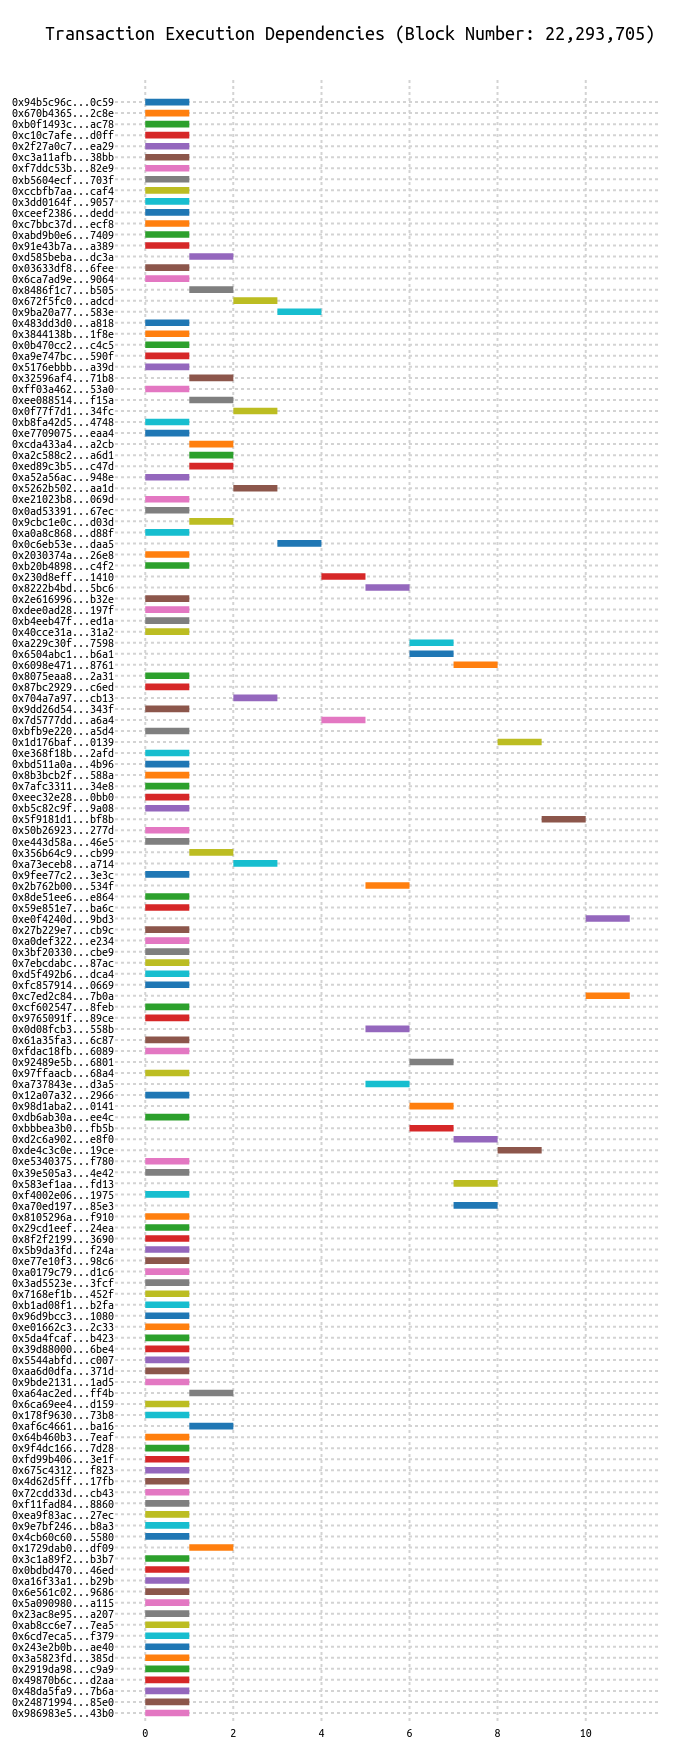 Transaction Execution Dependencies (Block Number: 22,293,705)
0x94b5c96c...0c59
0x670b4365...2c8e
0xb0f1493c...ac78
0xc10c7afe...d0ff
0x2f27a0c7...ea29
0xc3a11afb...38bb
0xf7ddc53b...82e9
0xb5604ecf...703f
0xccbfb7aa...caf4
0x3dd0164f...9057
0xceef2386...dedd
0xc7bbc37d...ecf8
0xabd9b0e6...7409
0x91e43b7a...a389
0xd585beba...dc3a
0x03633df8...6fee
0x6ca7ad9e...9064
0x8486f1c7...b505
0x672f5fc0...adcd
0x9ba20a77...583e
0x483dd3d0...a818
0x3844138b...1f8e
0x0b470cc2...c4c5
0xa9e747bc...590f
0x5176ebbb...a39d
0x32596af4...71b8
0xff03a462...53a0
0xee088514...f15a
0x0f77f7d1...34fc
0xb8fa42d5...4748
0xe7709075...eaa4
0xcda433a4...a2cb
0xa2c588c2...a6d1
0xed89c3b5...c47d
0xa52a56ac...948e
0x5262b502...aa1d
0xe21023b8...069d
0x0ad53391...67ec
0x9cbc1e0c...d03d
0xa0a8c868...d88f
0x0c6eb53e...daa5
0x2030374a...26e8
0xb20b4898...c4f2
0x230d8eff...1410
0x8222b4bd...5bc6
0x2e616996...b32e
0xdee0ad28...197f
0xb4eeb47f...ed1a
0x40cce31a...31a2
0xa229c30f...7598
0x6504abc1...b6a1
0x6098e471...8761
0x8075eaa8...2a31
0x87bc2929...c6ed
0x704a7a97...cb13
0x9dd26d54...343f
0x7d5777dd...a6a4
0xbfb9e220...a5d4
0x1d176baf...0139
0xe368f18b...2afd
0xbd511a0a...4b96
0x8b3bcb2f...588a
0x7afc3311...34e8
0xeec32e28...0bb0
0xb5c82c9f...9a08
0x5f9181d1...bf8b
0x50b26923...277d
0xe443d58a...46e5
0x356b64c9...cb99
0xa73eceb8...a714
0x9fee77c2...3e3c
0x2b762b00...534f
0x8de51ee6...e864
0x59e851e7...ba6c
0xe0f4240d...9bd3
0x27b229e7...cb9c
0xa0def322...e234
0x3bf20330...cbe9
0x7ebcdabc...87ac
0xd5f492b6...dca4
0xfc857914...0669
0xc7ed2c84...7b0a
0xcf602547...8feb
0x9765091f...89ce
0x0d08fcb3...558b
0x61a35fa3...6c87
0xfdac18fb...6089
0x92489e5b...6801
0x97ffaacb...68a4
0xa737843e...d3a5
0x12a07a32...2966
0x98d1aba2...0141
0xdb6ab30a...ee4c
0xbbbea3b0...fb5b
0xd2c6a902...e8f0
0xde4c3c0e...19ce
0xe5340375...f780
0x39e505a3...4e42
0x583ef1aa...fd13
0xf4002e06...1975
0xa70ed197...85e3
0x8105296a...f910
0x29cd1eef...24ea
0x8f2f2199...3690
0x5b9da3fd...f24a
0xe77e10f3...98c6
0xa0179c79...d1c6
0x3ad5523e...3fcf
0x7168ef1b...452f
0xb1ad08f1...b2fa
0x96d9bcc3...1080
0xe01662c3...2c33
0x5da4fcaf...b423
0x39d88000...6be4
0x5544abfd...c007
0xaa6d0dfa...371d
0x9bde2131...1ad5
0xa64ac2ed...ff4b
0x6ca69ee4...d159
0x178f9630...73b8
0xaf6c4661...ba16
0x64b460b3...7eaf
0x9f4dc166...7d28
0xfd99b406...3e1f
0x675c4312...f823
0x4d62d5ff...17fb
0x72cdd33d...cb43
0xf11fad84...8860
0xea9f83ac...27ec
0x9e7bf246...b8a3
0x4cb60c60...5580
0x1729dab0...df09
0x3c1a89f2...b3b7
0x0bdbd470...46ed
0xa16f33a1...b29b
0x6e561c02...9686
0x5a090980...a115
0x23ac8e95...a207
0xab8cc6e7...7ea5
0x6cd7eca5...f379
0x243e2b0b...ae40
0x3a5823fd...385d
0x2919da98...c9a9
0x49870b6c...d2aa
0x48da5fa9...7b6a
0x24871994...85e0
0x986983e5...43b0
0 2 4 6 8 10